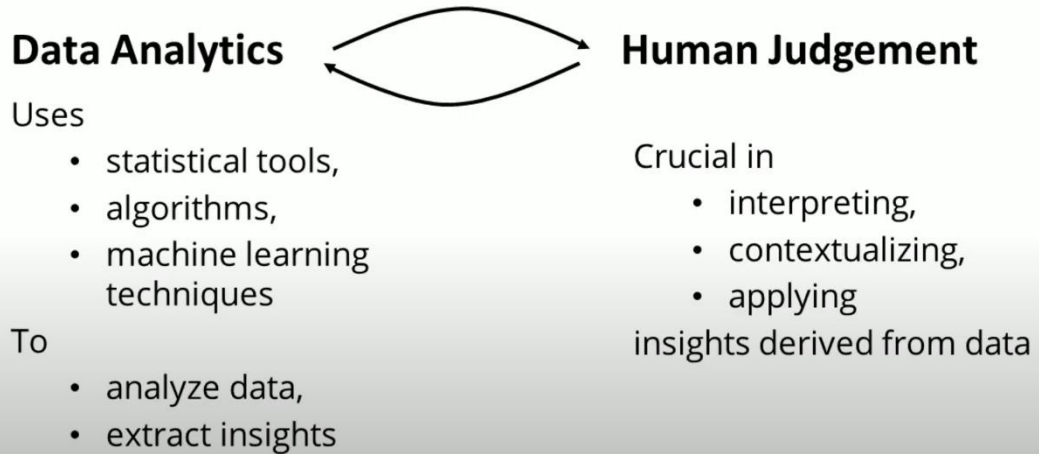 Data Analytics
Uses
• statistical tools,
• algorithms,
• machine learning
techniques
To
• analyze data,
• extract insights
Human Judgement
Crucial in
• interpreting,
• contextualizing,
• applying
insights derived from data